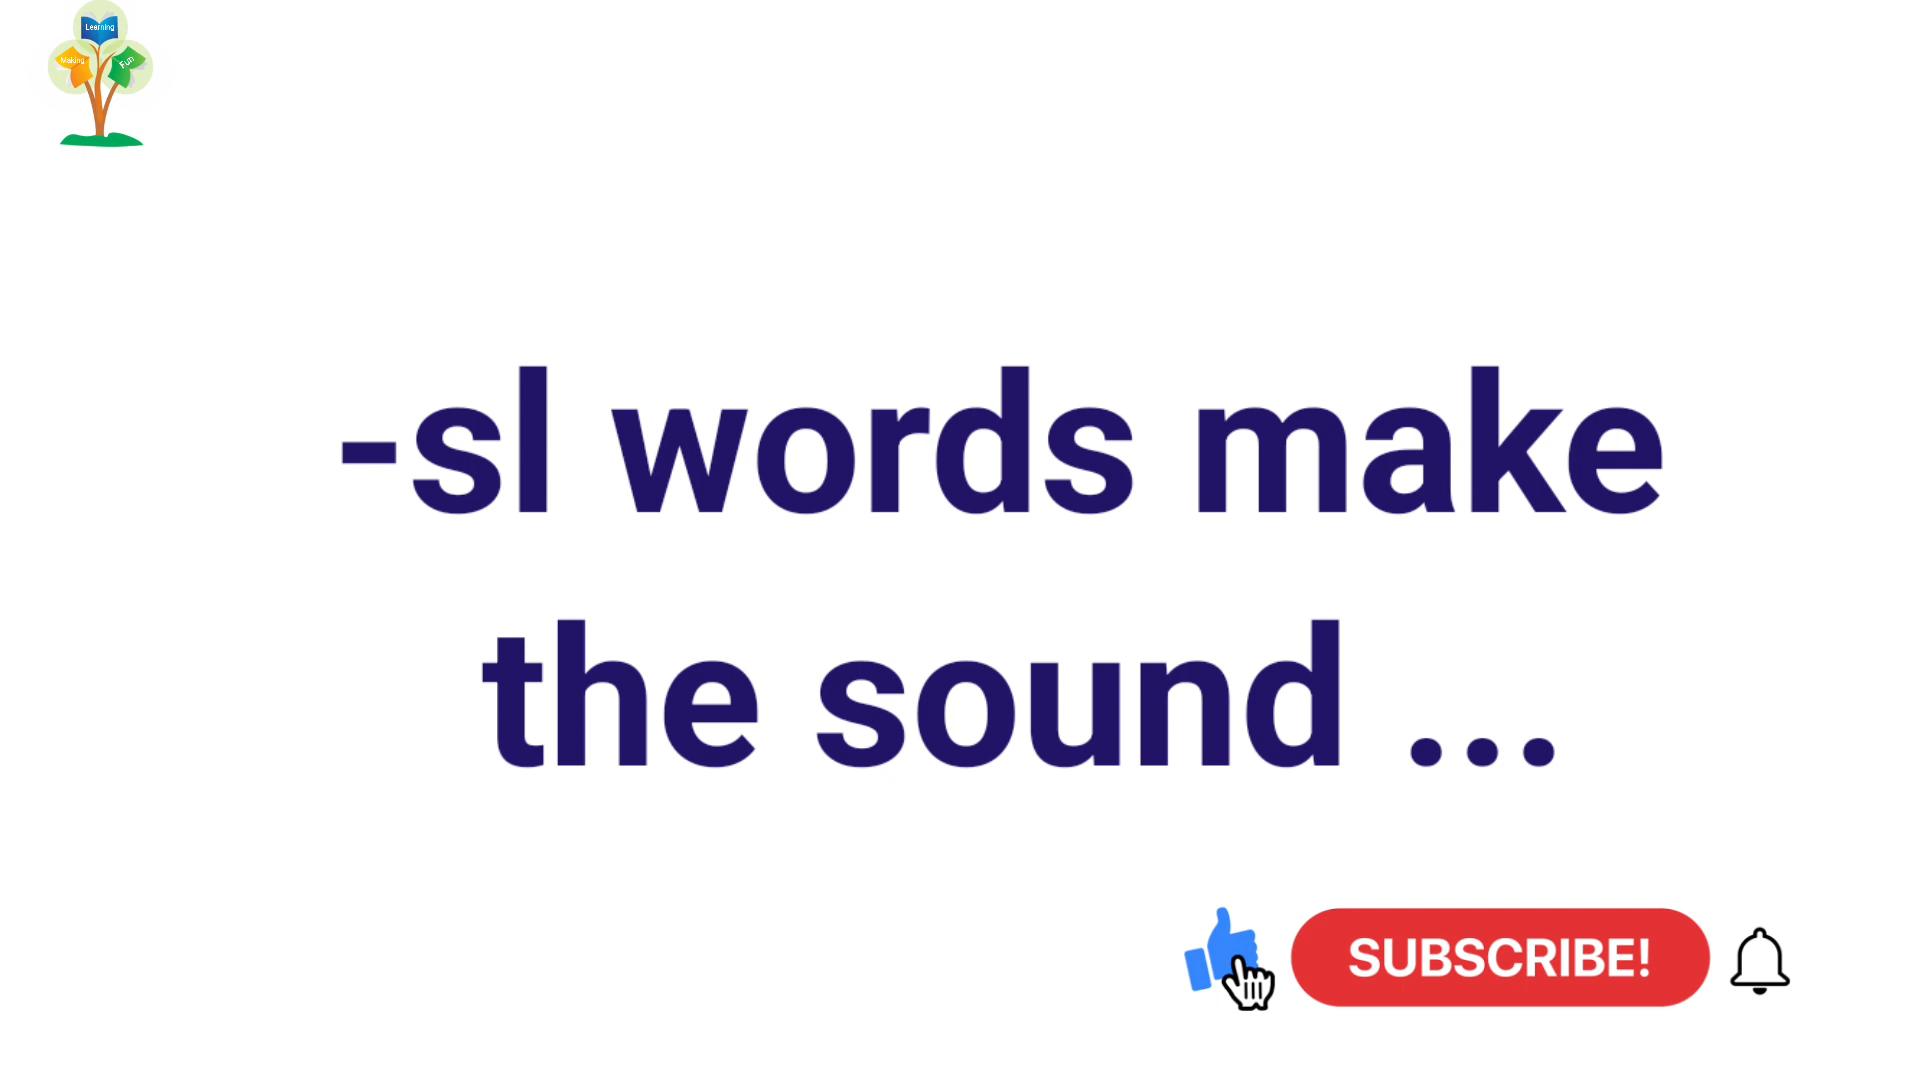 Learning
Making
Fun
-sl words make
the sound ...
SUBSCRIBE!